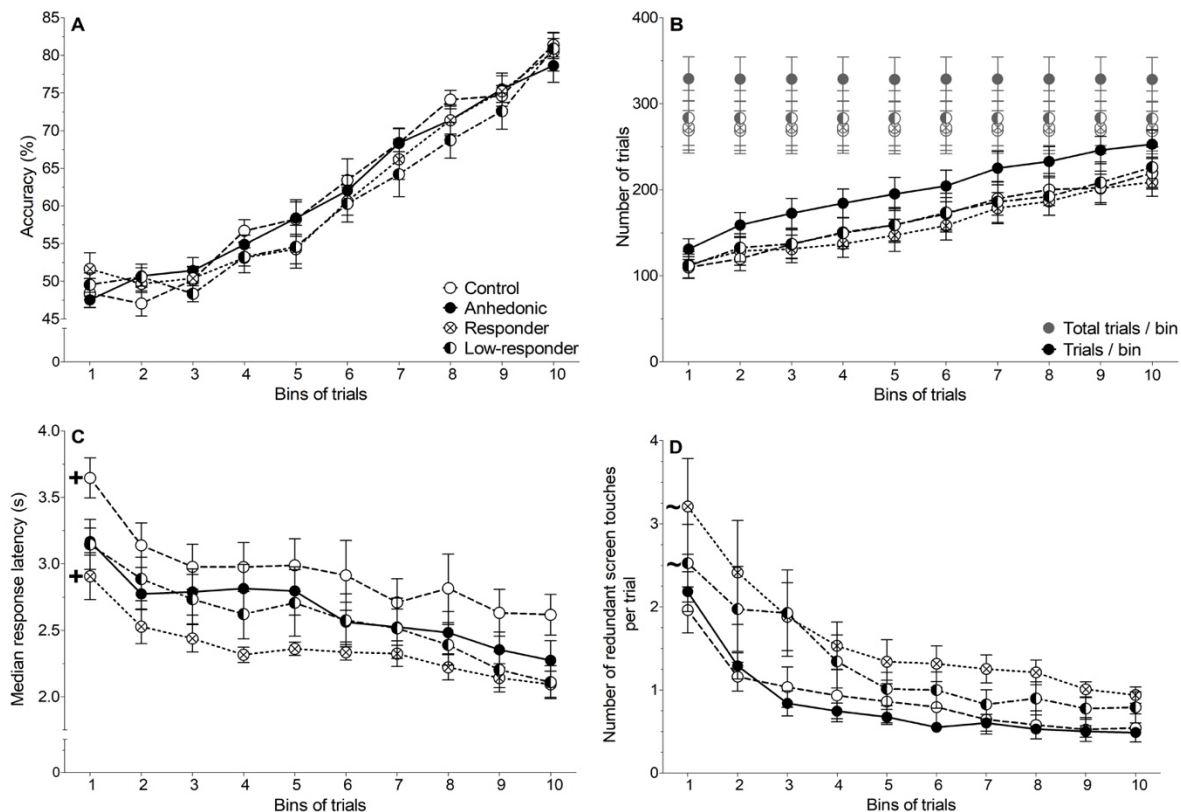 A
85
80
75
70
65
60
55
50
45
0
Accuracy (%)
Control
Anhedonic
Responder
Low-responder
1 2 3 4 5 6 7 8 9 10
Bins of trials
B
400
300
200
100
0
Number of trials
Total trials / bin
Trials / bin
1 2 3 4 5 6 7 8 9 10
Bins of trials
C
4.0
3.5
3.0
2.5
2.0
0
Median response latency (s)
+
+
1 2 3 4 5 6 7 8 9 10
Bins of trials
D
4
3
2
1
0
Number of redundant screen touches
per trial
~
~
1 2 3 4 5 6 7 8 9 10
Bins of trials